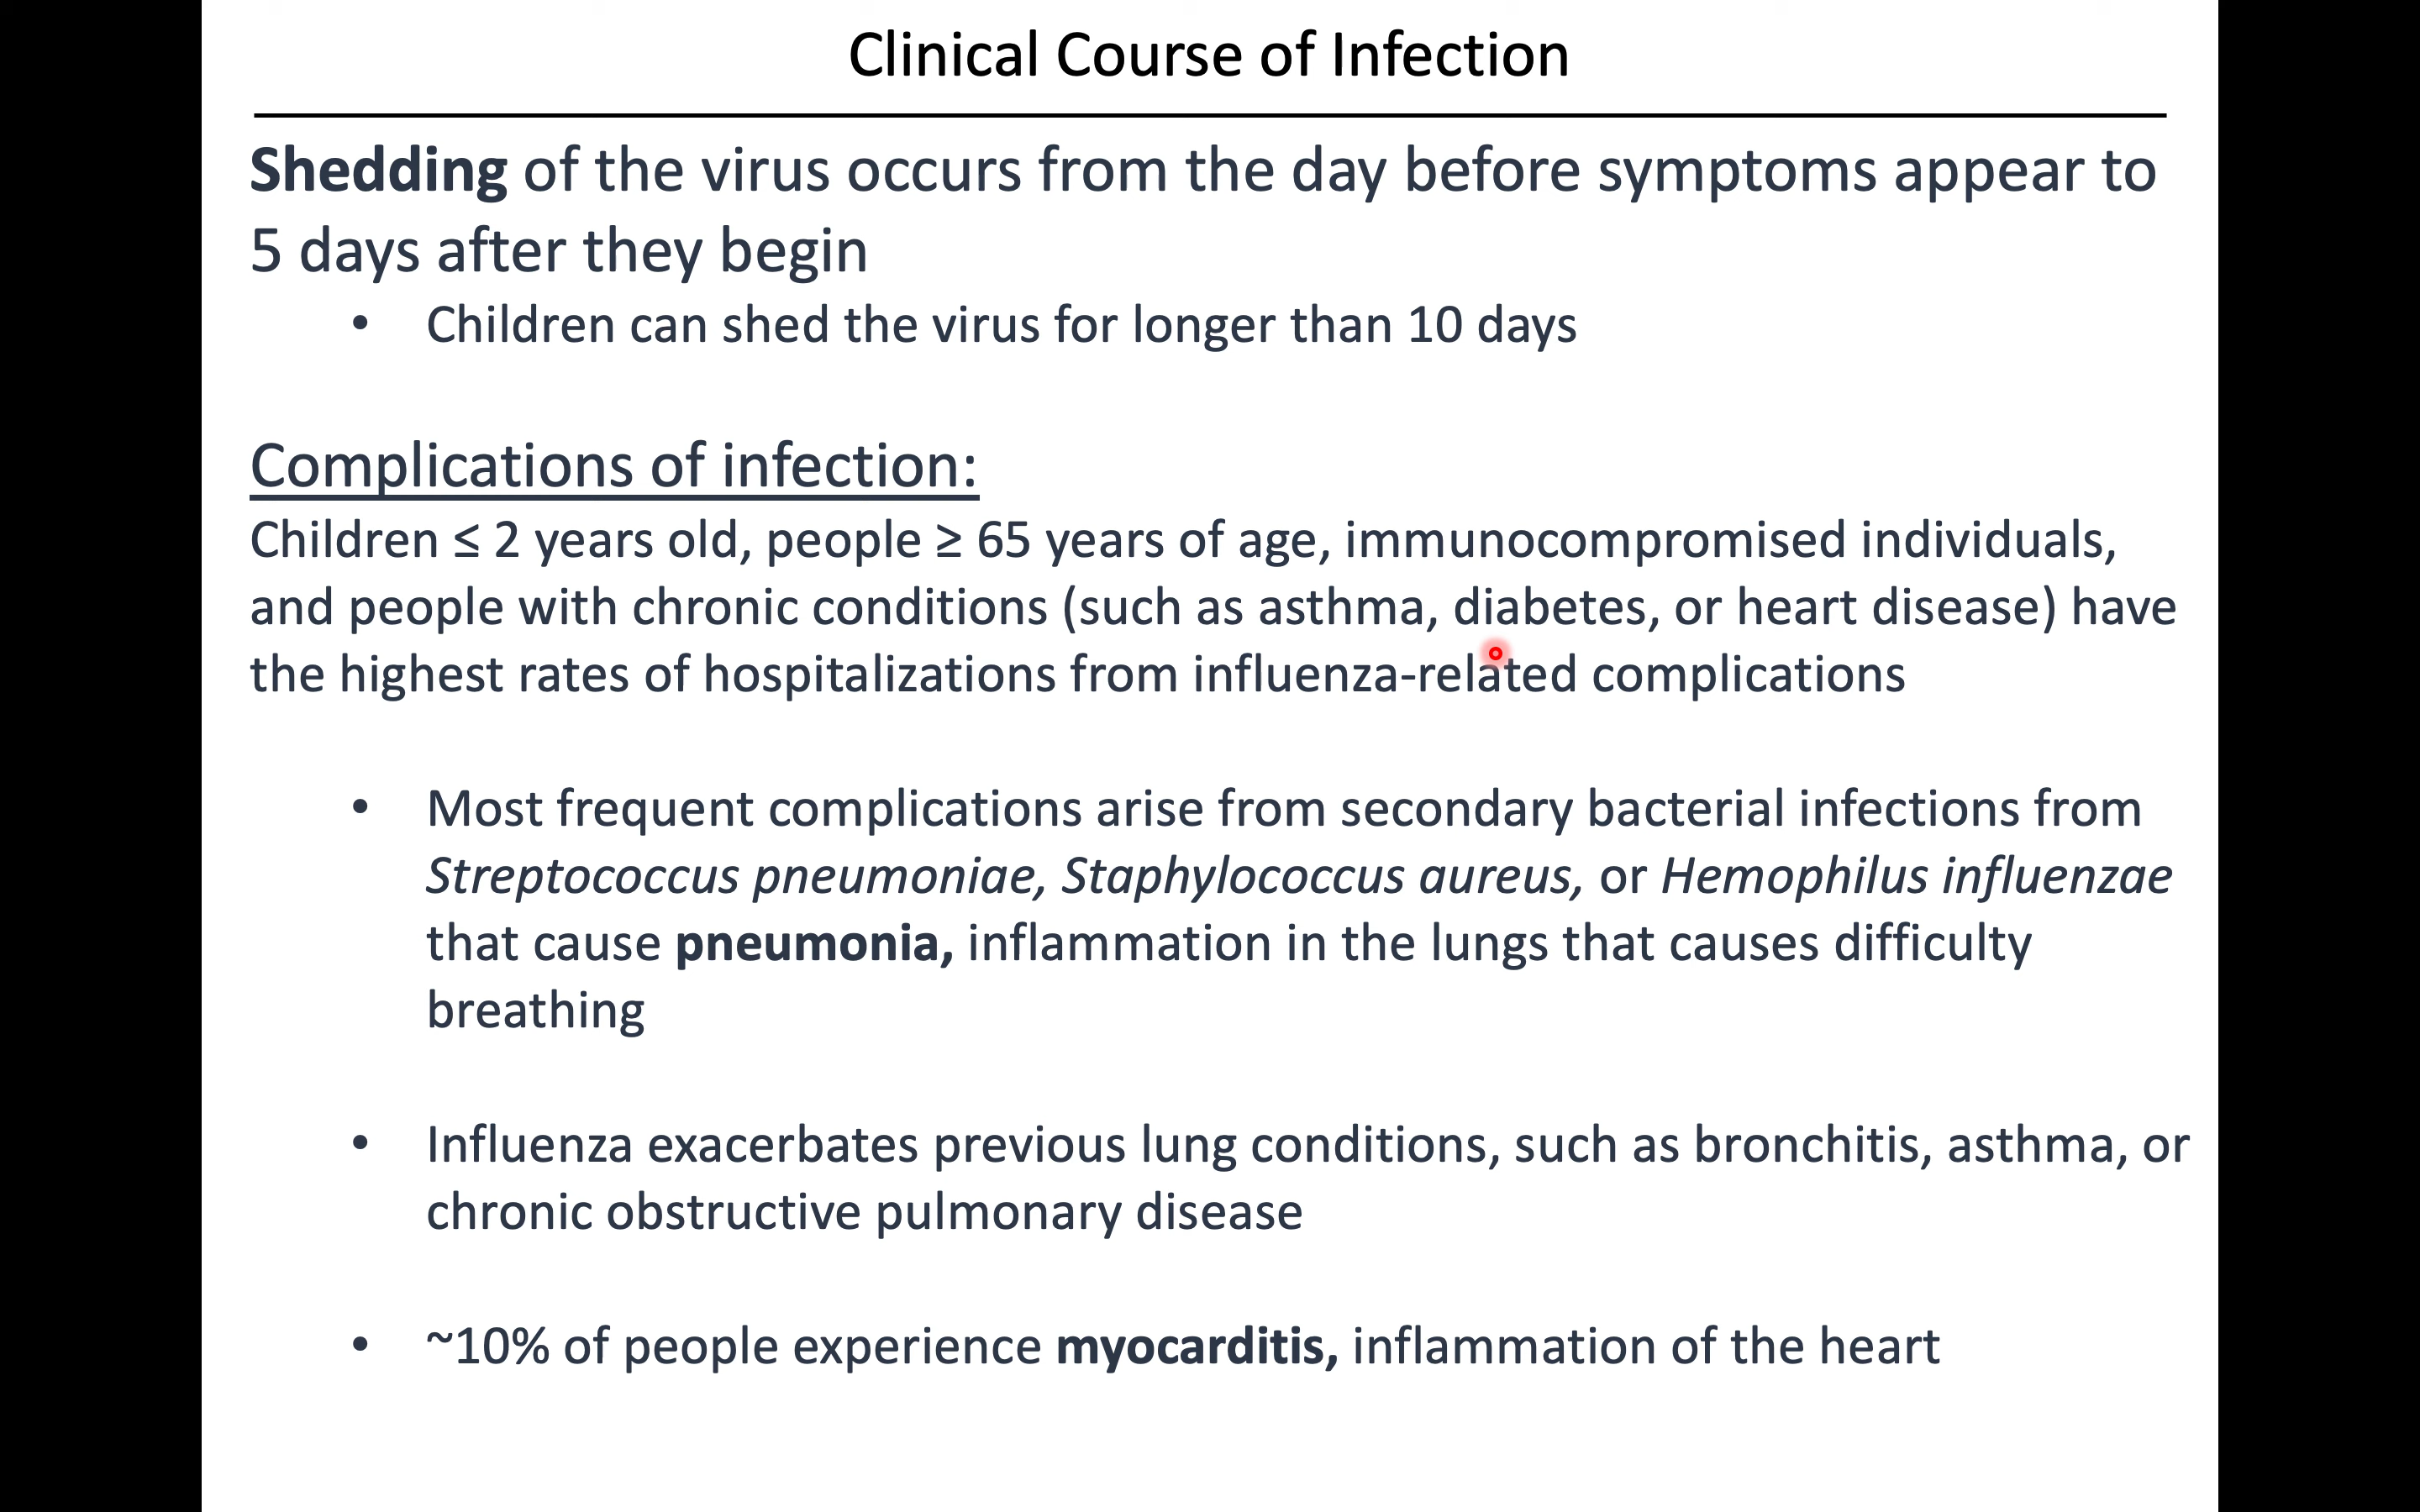 Clinical Course of Infection
Shedding of the virus occurs from the day before symptoms appear to
5 days after they begin
• Children can shed the virus for longer than 10 days
Complications of infection:
Children ≤ 2 years old, people ≥ 65 years of age, immunocompromised individuals,
and people with chronic conditions (such as asthma, diabetes, or heart disease) have
the highest rates of hospitalizations from influenza-related complications
• Most frequent complications arise from secondary bacterial infections from
Streptococcus pneumoniae, Staphylococcus aureus, or Hemophilus influenzae
that cause pneumonia, inflammation in the lungs that causes difficulty
breathing
• Influenza exacerbates previous lung conditions, such as bronchitis, asthma, or
chronic obstructive pulmonary disease
• ~10% of people experience myocarditis, inflammation of the heart